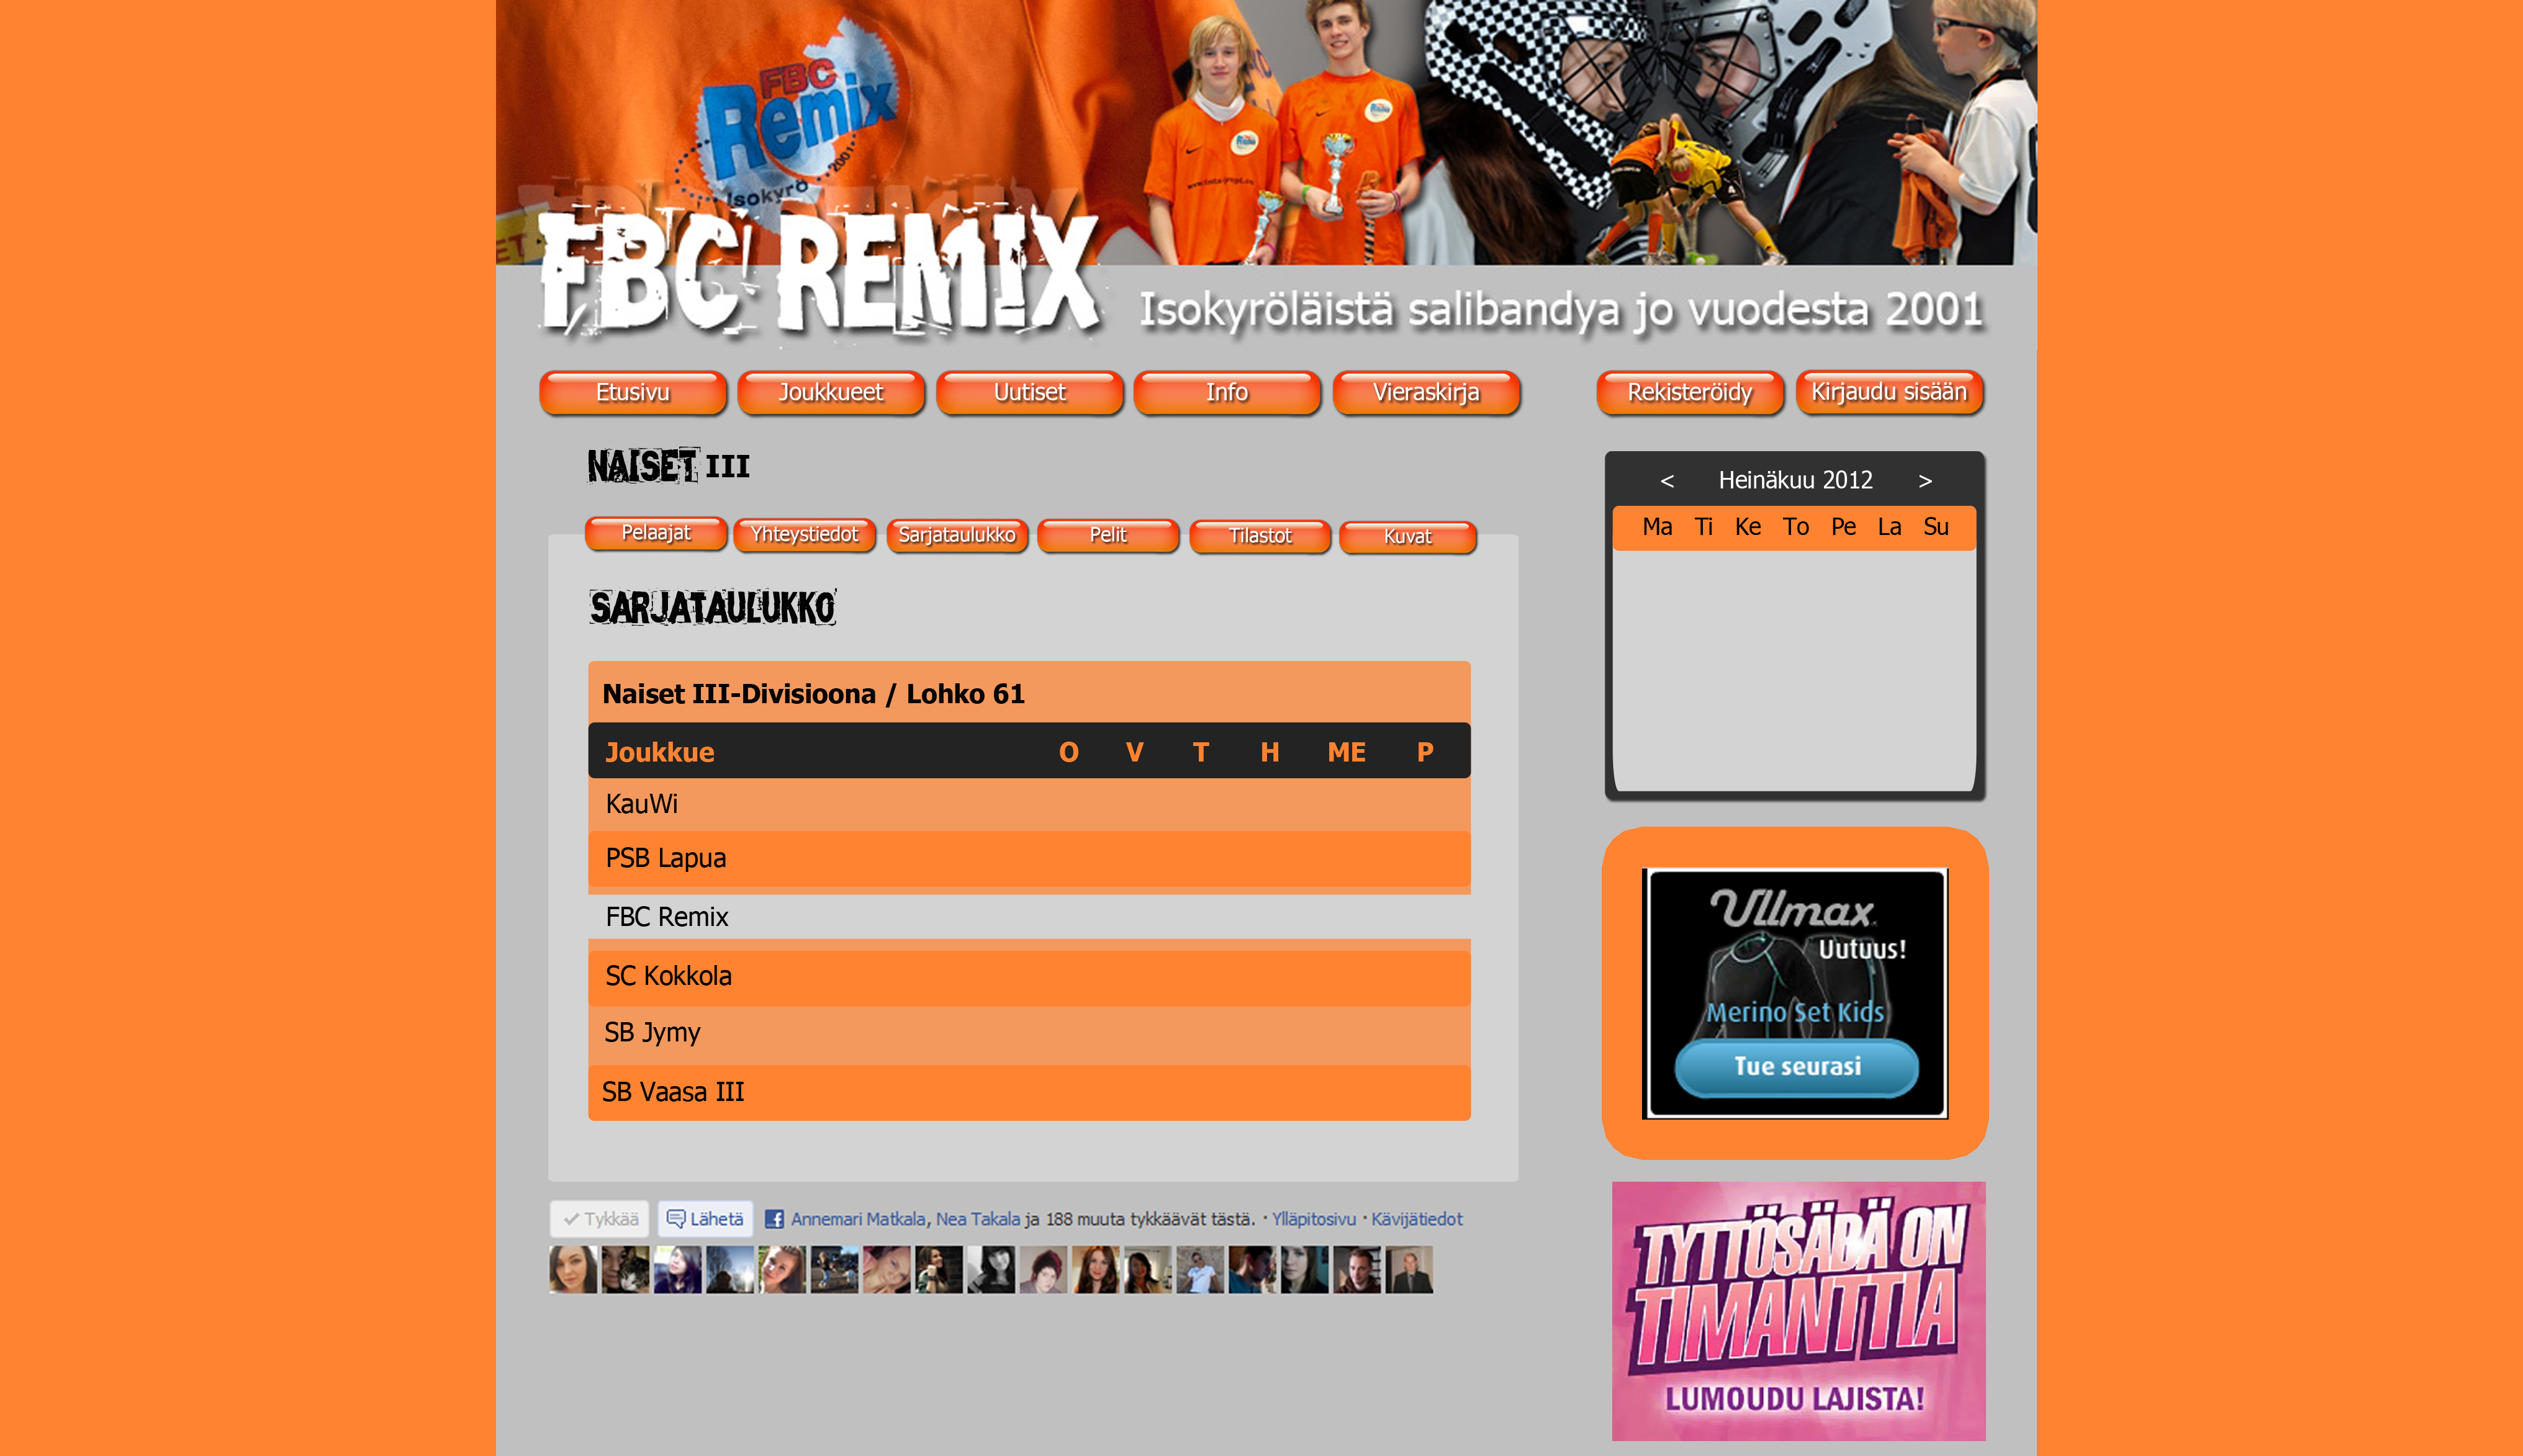 FBC
Remix
Isokyrö
2001
FBC REMIX
Isokyröläistä salibandya jo vuodesta 2001
Etusivu Joukkueet Uutiset Info Vieraskirja Rekisteröidy Kirjaudu sisään
NAISET III
Pelaajat Yhteystiedot Sarjataulukko Pelit Tilastot Kuvat
SARJATAULUKKO
Naiset III-Divisioona / Lohko 61
Joukkue O V T H ME P
KauWi
PSB Lapua
FBC Remix
SC Kokkola
SB Jymy
SB Vaasa III
Tykkää Lähetä Annemari Matkala, Nea Takala ja 188 muuta tykkäävät tästä. · Ylläpitosivu · Kävijätiedot
< Heinäkuu 2012 >
Ma Ti Ke To Pe La Su
Ullmax
Uutuus!
Merino Set Kids
Tue seurasi
TYTTÖSÄBÄ ON
TIMANTTIA
LUMOUDU LAJISTA!